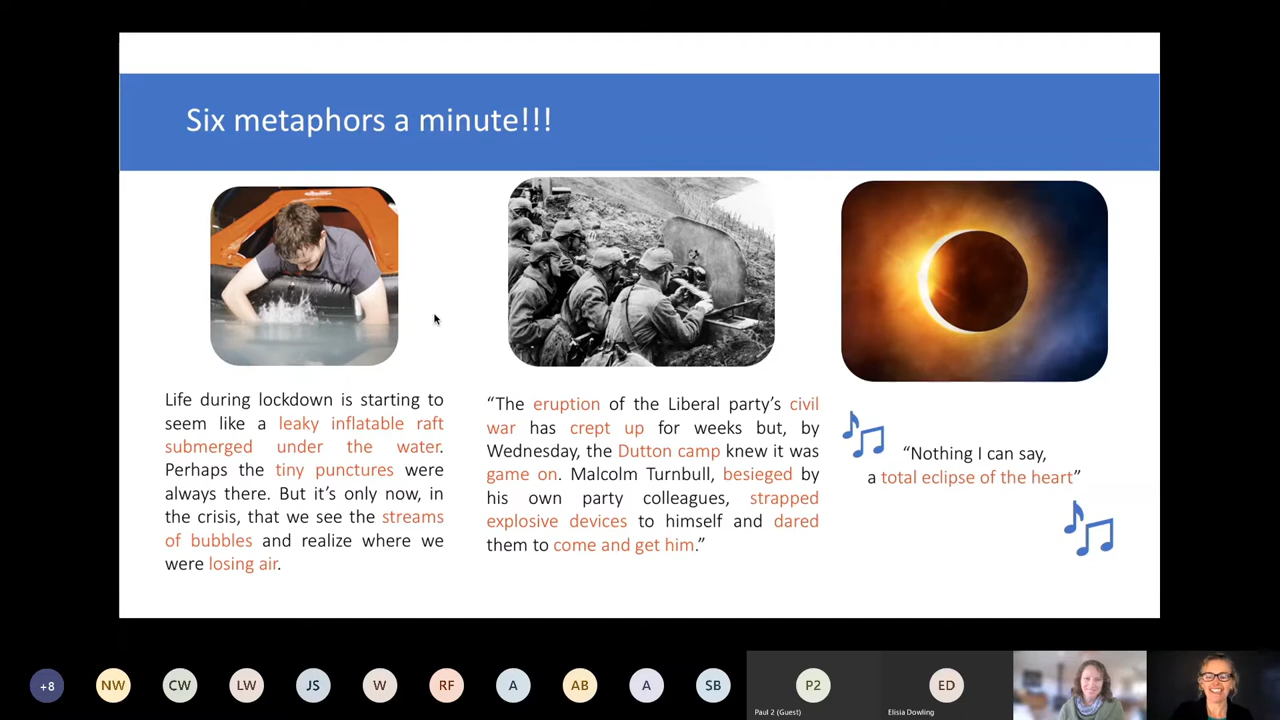 Six metaphors a minute!!!
Life during lockdown is starting to
seem like a leaky inflatable raft
submerged under the water.
Perhaps the tiny punctures were
always there. But it’s only now, in
the crisis, that we see the streams
of bubbles and realize where we
were losing air.
“The eruption of the Liberal party’s civil
war has crept up for weeks but, by
Wednesday, the Dutton camp knew it was
game on. Malcolm Turnbull, besieged by
his own party colleagues, strapped
explosive devices to himself and dared
them to come and get him.”
“Nothing I can say,
a total eclipse of the heart”
+8
NW
CW
LW
JS
W
RF
A
AB
A
SB
P2
Paul 2 (Guest)
ED
Elisia Dowling